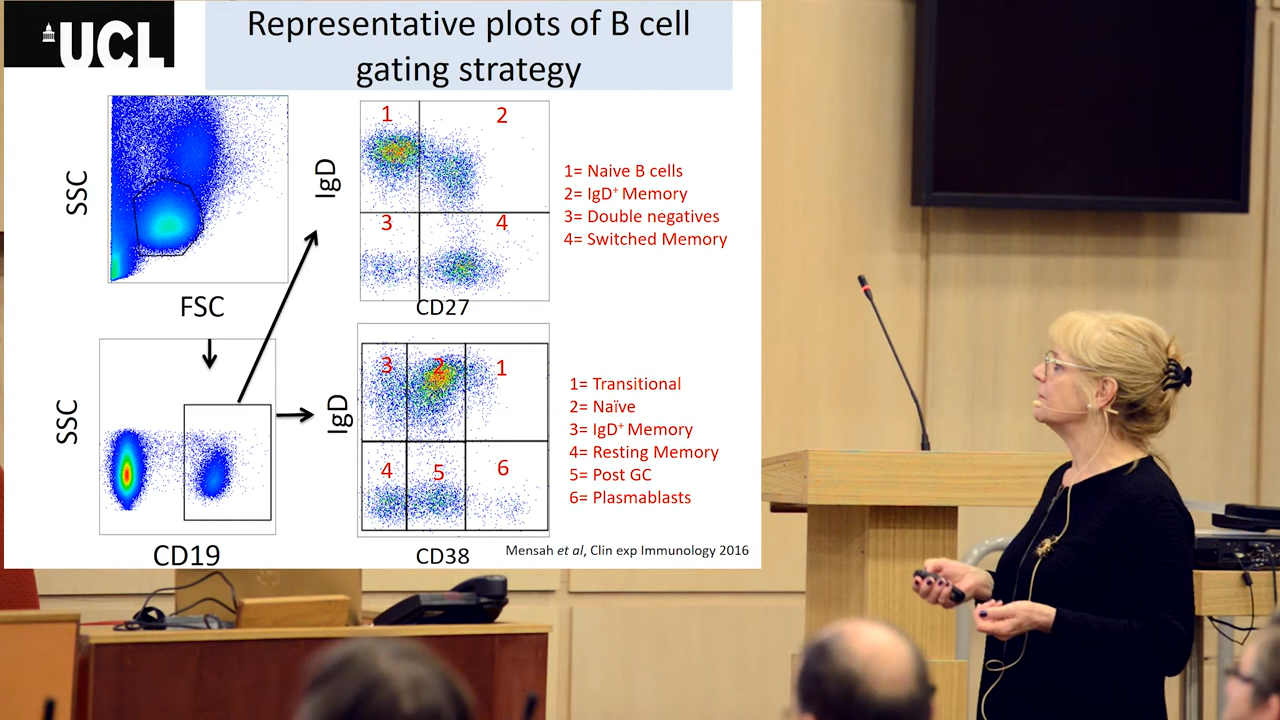 UCL
Representative plots of B cell
gating strategy
SSC
FSC
IgD
1
2
3
4
CD27
1= Naive B cells
2= IgD⁺ Memory
3= Double negatives
4= Switched Memory
SSC
CD19
IgD
3
2
1
4
5
6
CD38
1= Transitional
2= Naïve
3= IgD⁺ Memory
4= Resting Memory
5= Post GC
6= Plasmablasts
Mensah et al, Clin exp Immunology 2016